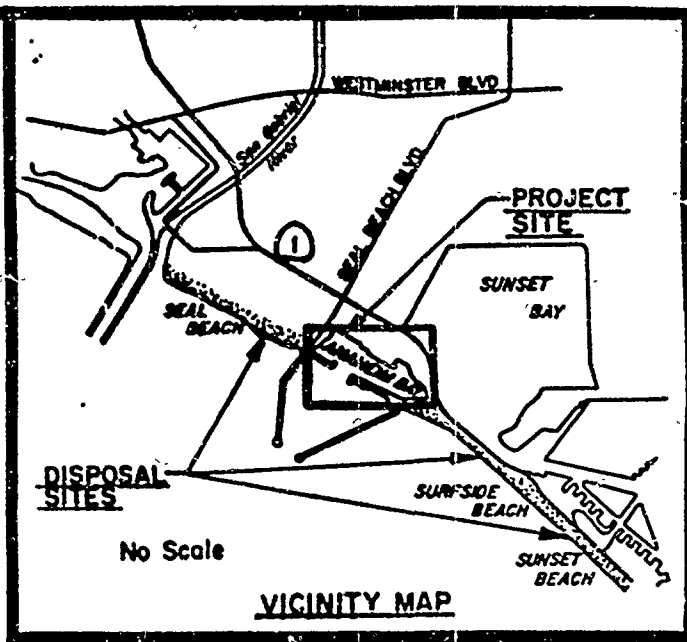 WESTMINSTER BLVD
San Gabriel
River
SEAL BEACH BLVD
PROJECT
SITE
1
SUNSET
BAY
SEAL
BEACH
ANAHEIM BAY
DISPOSAL
SITES
SURFSIDE
BEACH
No Scale
SUNSET
BEACH
VICINITY MAP